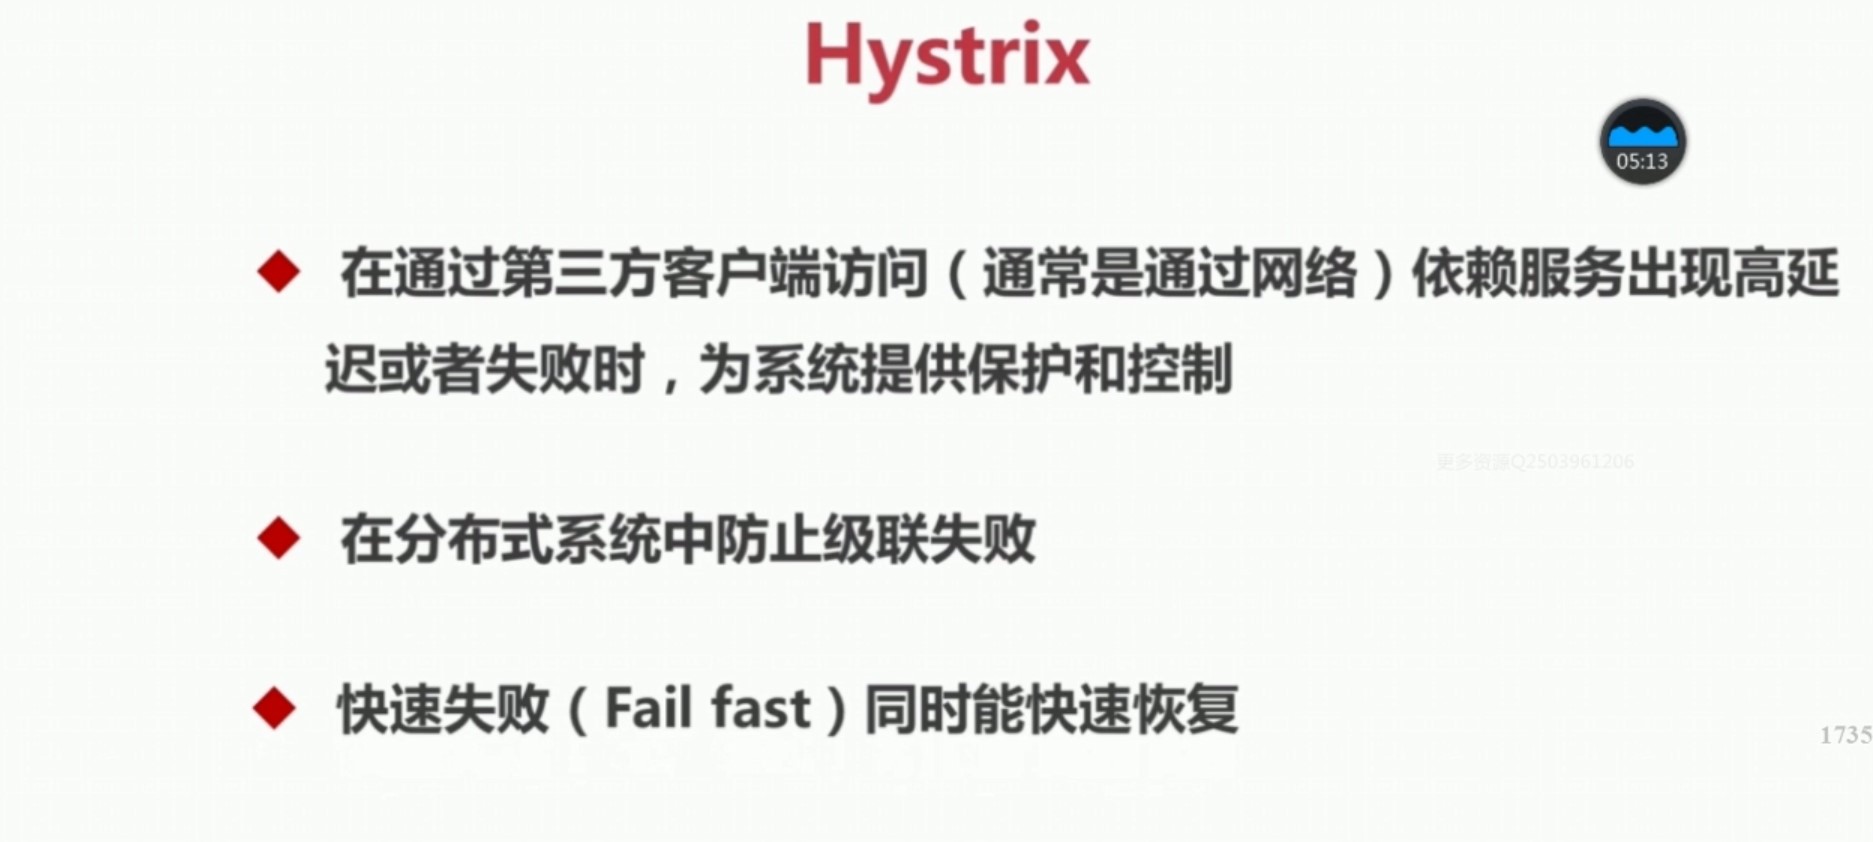 Hystrix
05:13
在通过第三方客户端访问（通常是通过网络）依赖服务出现高延
迟或者失败时，为系统提供保护和控制
更多资源Q2503961206
在分布式系统中防止级联失败
快速失败（Fail fast）同时能快速恢复
1735